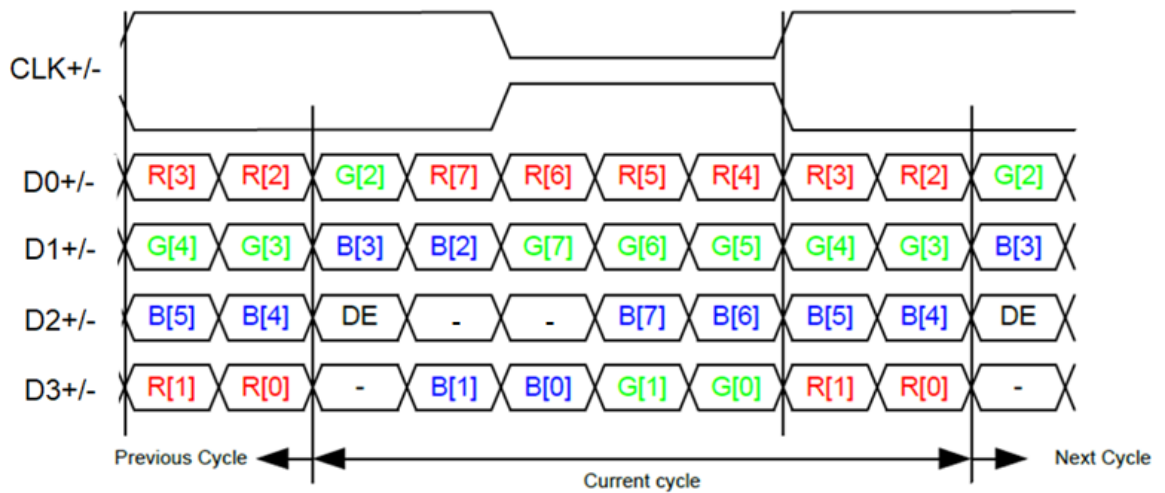 CLK+/-
D0+/- R[3] R[2] G[2] R[7] R[6] R[5] R[4] R[3] R[2] G[2]
D1+/- G[4] G[3] B[3] B[2] G[7] G[6] G[5] G[4] G[3] B[3]
D2+/- B[5] B[4] DE - - B[7] B[6] B[5] B[4] DE
D3+/- R[1] R[0] - B[1] B[0] G[1] G[0] R[1] R[0] -
Previous Cycle Current cycle Next Cycle